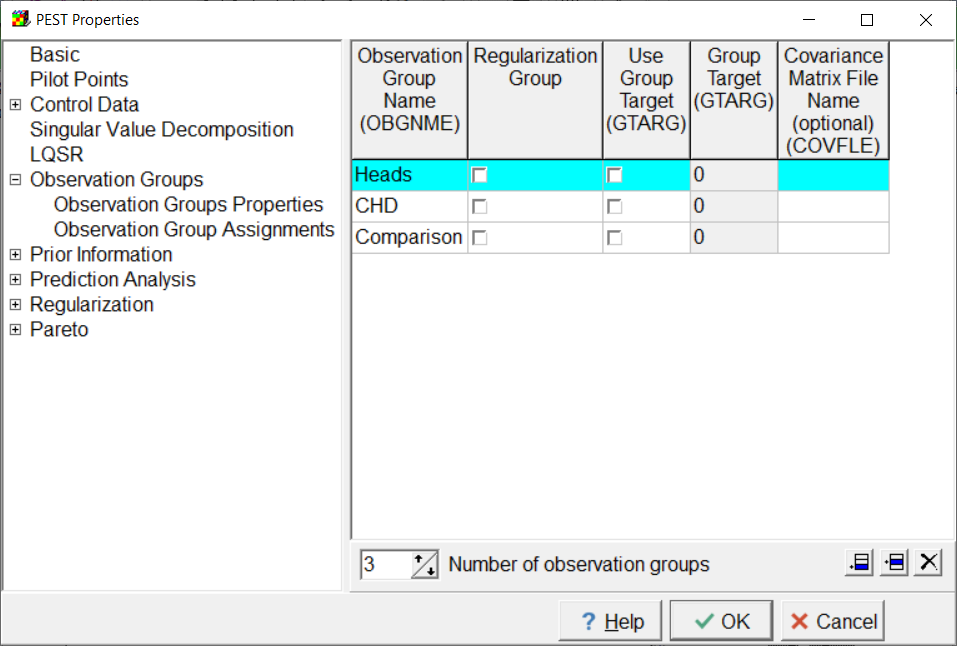 PEST Properties
Basic
Pilot Points
Control Data
Singular Value Decomposition
LQSR
Observation Groups
Observation Groups Properties
Observation Group Assignments
Prior Information
Prediction Analysis
Regularization
Pareto
Observation
Group
Name
(OBGNME)
Regularization
Group
Use
Group
Target
(GTARG)
Group
Target
(GTARG)
Covariance
Matrix File
Name
(optional)
(COVFLE)
Heads 0
CHD 0
Comparison 0
3 Number of observation groups
? Help
OK
Cancel